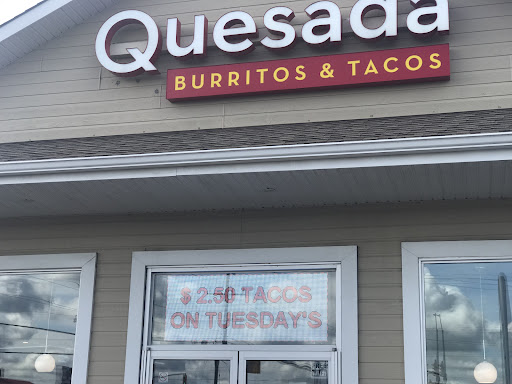 Quesada
BURRITOS & TACOS
$ 2.50 TACOS
ON TUESDAY'S